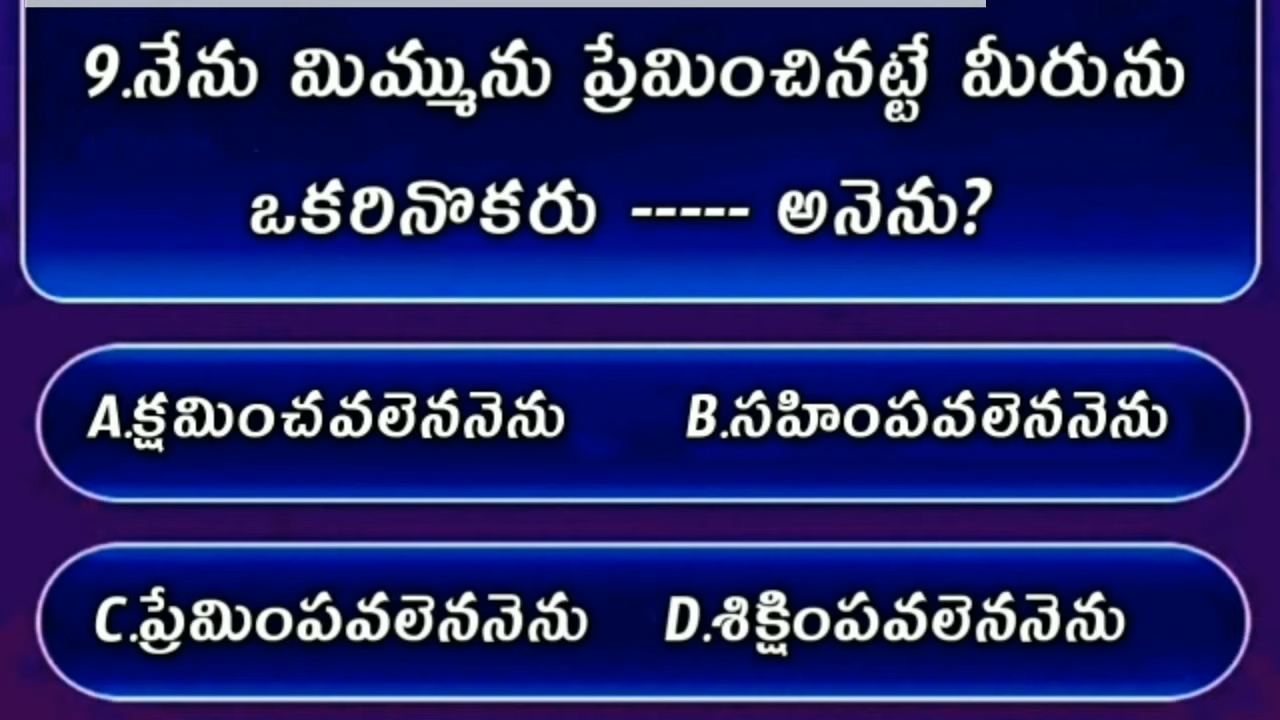 9.నేను మిమ్మును ప్రేమించినట్టే మీరును
ఒకరినొకరు ----- అనెను?
A.క్షమించవలెననెను B.సహింపవలెననెను
C.ప్రేమింపవలెననెను D.శిక్షింపవలెననెను